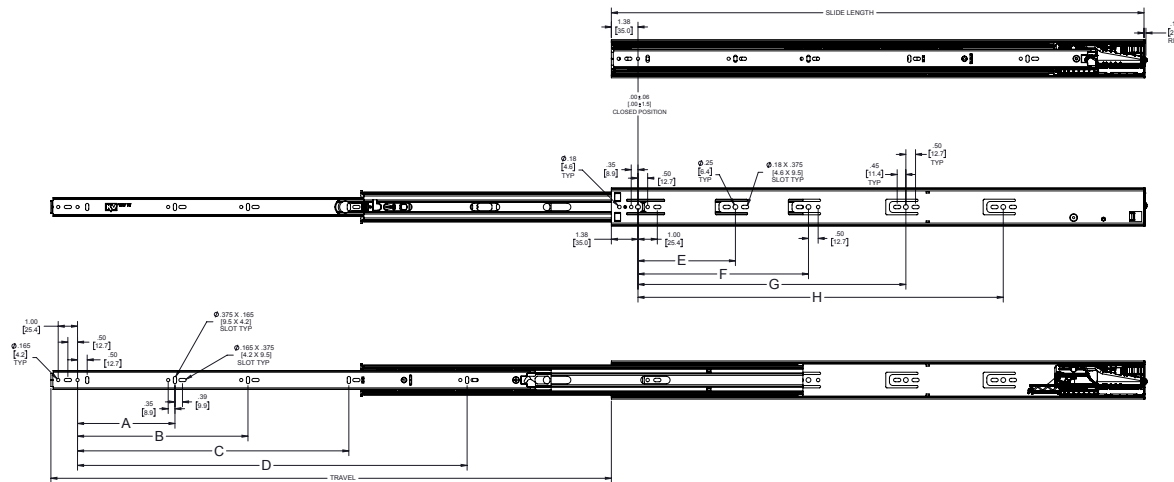 SLIDE LENGTH
1.38
[35.0]
.00±.06
[.00±1.5]
CLOSED POSITION
Ø.18
[4.6]
TYP
.35
[8.9]
.50
[12.7]
Ø.25
[6.4]
TYP
Ø.18 X .375
[4.6 X 9.5]
SLOT TYP
.45
[11.4]
TYP
.50
[12.7]
TYP
1.38
[35.0]
1.00
[25.4]
.50
[12.7]
E
F
G
H
1.00
[25.4]
Ø.165
[4.2]
TYP
.50
[12.7]
.50
[12.7]
Ø.375 X .165
[9.5 X 4.2]
SLOT TYP
Ø.165 X .375
[4.2 X 9.5]
SLOT TYP
.35
[8.9]
.39
[9.9]
A
B
C
D
TRAVEL